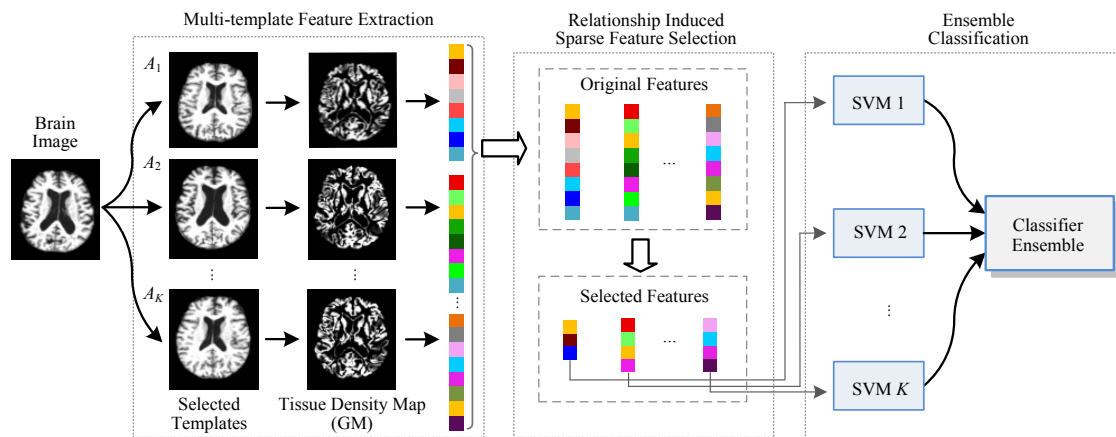 Multi-template Feature Extraction
Relationship Induced
Sparse Feature Selection
Ensemble
Classification
Brain
Image
A1
A2
...
AK
Selected
Templates
Tissue Density Map
(GM)
...
...
Original Features
...
Selected Features
...
SVM 1
SVM 2
...
SVM K
Classifier
Ensemble